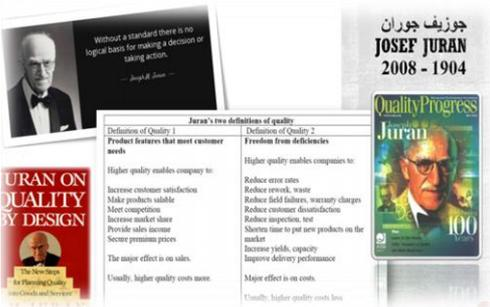 Without a standard there is no
logical basis for making a decision or
taking action.
جوزيف جوران
JOSEF JURAN
2008 - 1904
Juran's two definitions of quality
Definition of Quality 1
Product features that meet customer
needs
Higher quality enables company to:
Increase customer satisfaction
Make products salable
Meet competition
Increase market share
Provide sales income
Secure premium prices
The major effect is on sales.
Usually, higher quality costs more.
Definition of Quality 2
Freedom from deficiencies
Higher quality enables companies to:
Reduce error rates
Reduce rework, waste
Reduce field failures, warranty charges
Reduce customer dissatisfaction
Reduce inspection, test
Shorten time to put new products on the
market
Increase yields, capacity
Improve delivery performance
Major effect is on costs.
Usually, higher quality costs less
QualityProgress
Juran
100
Years
JURAN ON
QUALITY
BY DESIGN
The New Steps
for Planning Quality
into Goods and Services